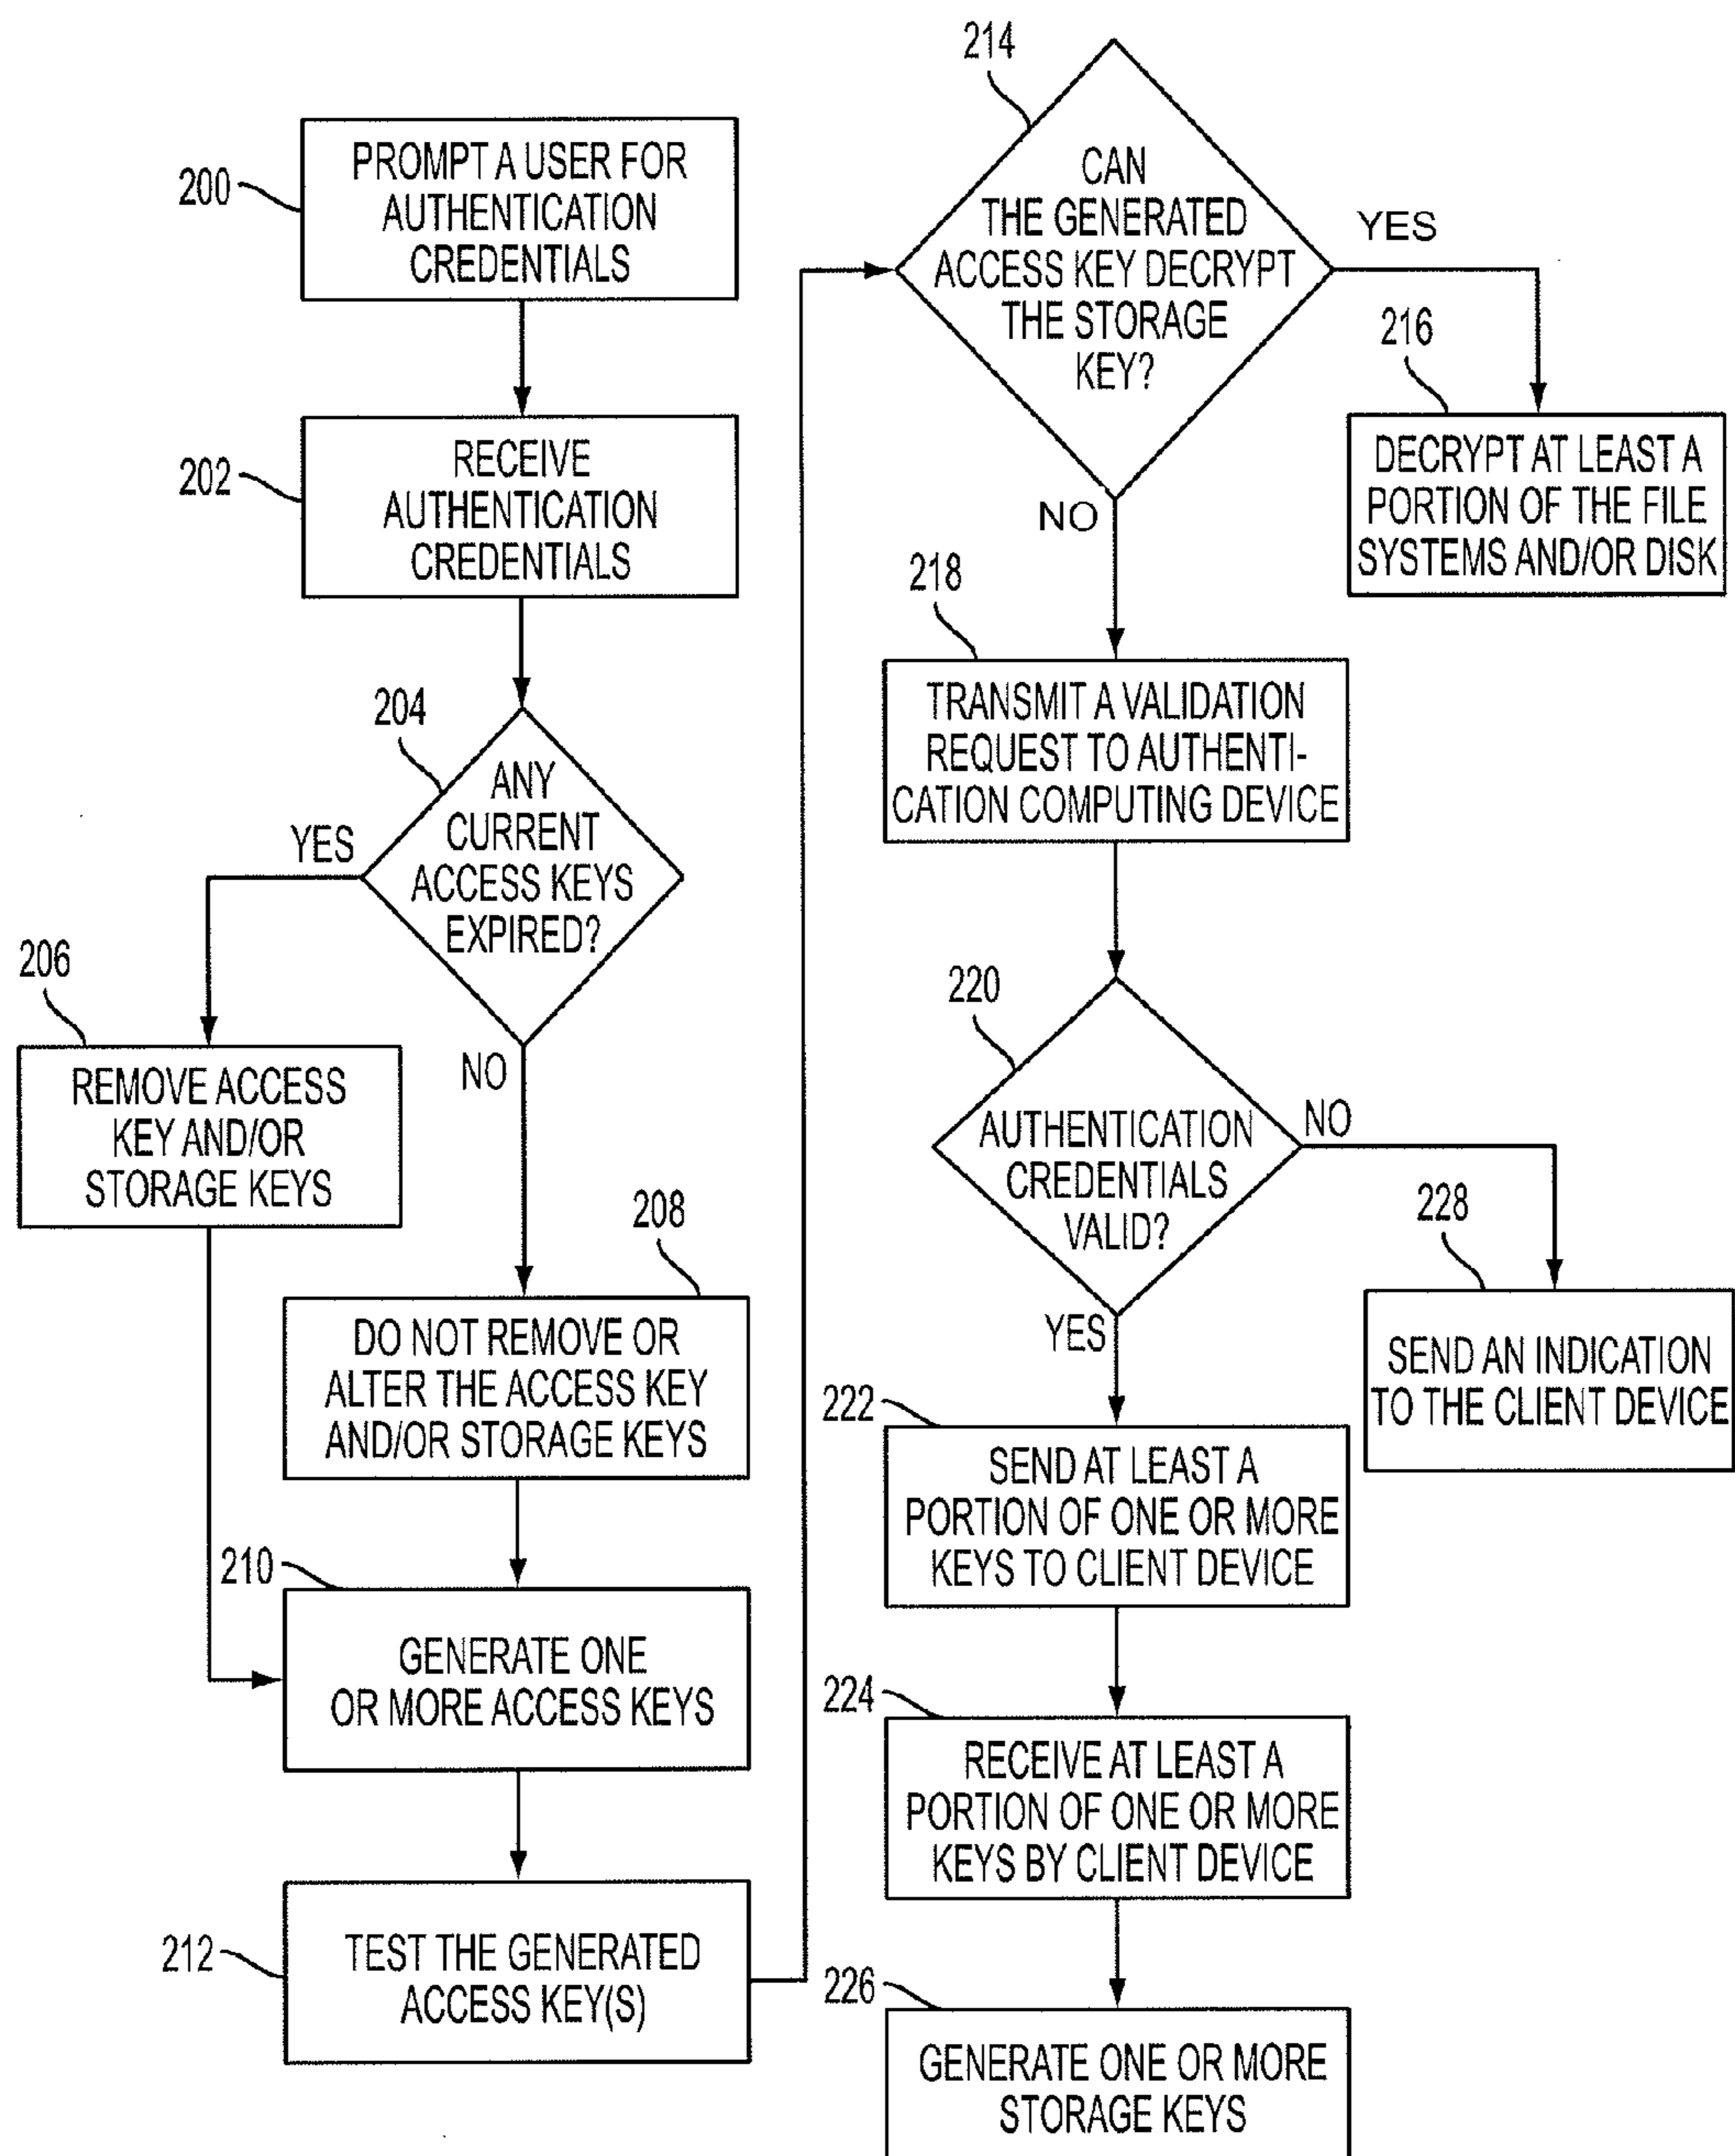 200
PROMPT A USER FOR
AUTHENTICATION
CREDENTIALS
202
RECEIVE
AUTHENTICATION
CREDENTIALS
204
ANY
CURRENT
ACCESS KEYS
EXPIRED?
YES
NO
206
REMOVE ACCESS
KEY AND/OR
STORAGE KEYS
208
DO NOT REMOVE OR
ALTER THE ACCESS KEY
AND/OR STORAGE KEYS
210
GENERATE ONE
OR MORE ACCESS KEYS
212
TEST THE GENERATED
ACCESS KEY(S)
214
CAN
THE GENERATED
ACCESS KEY DECRYPT
THE STORAGE
KEY?
YES
NO
216
DECRYPT AT LEAST A
PORTION OF THE FILE
SYSTEMS AND/OR DISK
218
TRANSMIT A VALIDATION
REQUEST TO AUTHENTI-
CATION COMPUTING DEVICE
220
AUTHENTICATION
CREDENTIALS
VALID?
NO
YES
228
SEND AN INDICATION
TO THE CLIENT DEVICE
222
SEND AT LEAST A
PORTION OF ONE OR MORE
KEYS TO CLIENT DEVICE
224
RECEIVE AT LEAST A
PORTION OF ONE OR MORE
KEYS BY CLIENT DEVICE
226
GENERATE ONE OR MORE
STORAGE KEYS